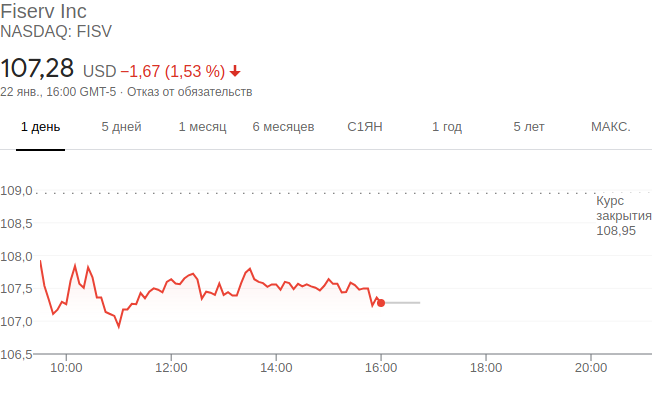 Fiserv Inc
NASDAQ: FISV
107,28 USD −1,67 (1,53 %)
22 янв., 16:00 GMT-5 · Отказ от обязательств
1 день 5 дней 1 месяц 6 месяцев С1ЯН 1 год 5 лет МАКС.
109,0
Курс
закрытия
108,95
108,5
108,0
107,5
107,0
106,5
10:00 12:00 14:00 16:00 18:00 20:00